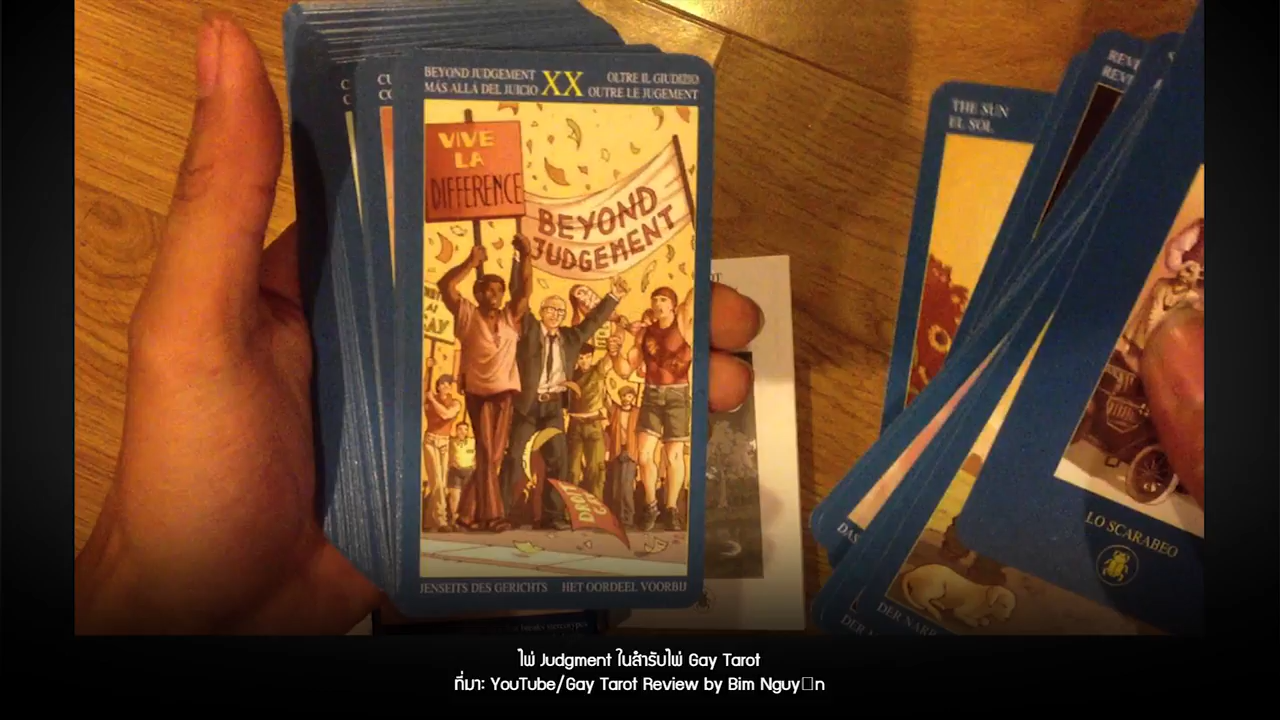 BEYOND JUDGEMENT XX OLTRE IL GIUDIZIO
MÁS ALLÁ DEL JUICIO OUTRE LE JUGEMENT
VIVE
LA
DIFFERENCE
BEYOND
JUDGEMENT
JENSEITS DES GERICHTS HET OORDEEL VOORBIJ
THE SUN
EL SOL
LO SCARABEO
ไพ่ Judgment ในสำรับไพ่ Gay Tarot
ที่มา: YouTube/Gay Tarot Review by Bim Nguy□n